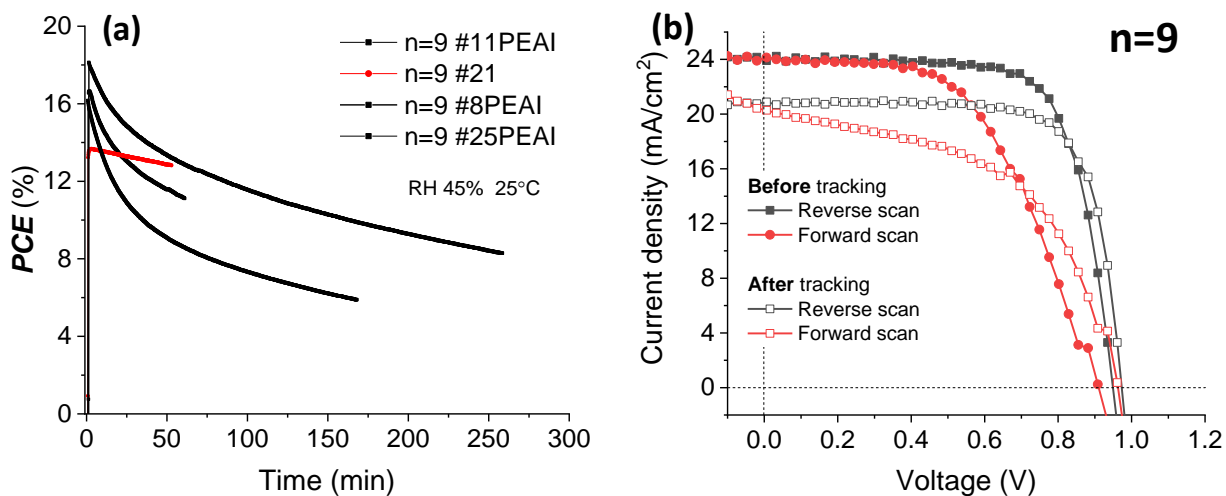 (a)
n=9 #11PEAI
n=9 #21
n=9 #8PEAI
n=9 #25PEAI
RH 45% 25°C
PCE (%)
20
16
12
8
4
0
0 50 100 150 200 250 300
Time (min)
(b)
n=9
Current density (mA/cm²)
24
20
16
12
8
4
0
Before tracking
Reverse scan
Forward scan
After tracking
Reverse scan
Forward scan
0.0 0.2 0.4 0.6 0.8 1.0 1.2
Voltage (V)